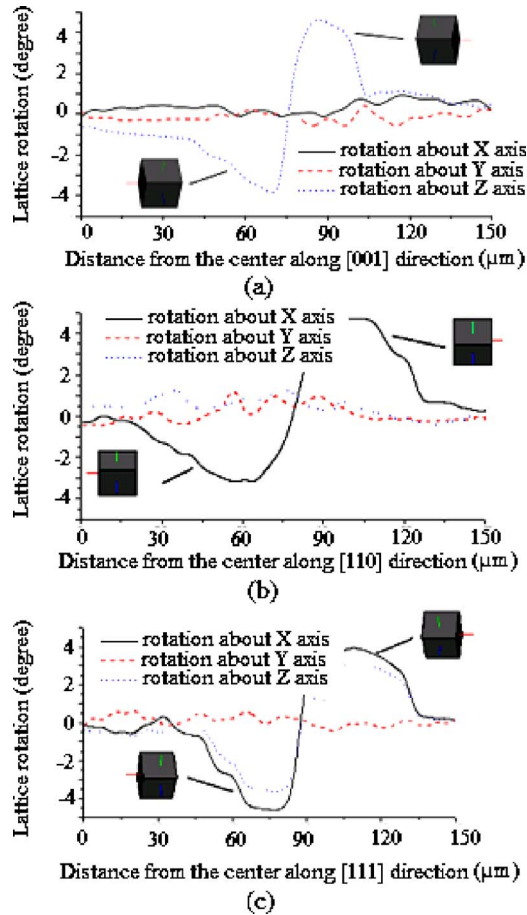 4
2
0
-2
-4
Lattice rotation (degree)
rotation about X axis
rotation about Y axis
rotation about Z axis
0 30 60 90 120 150
Distance from the center along [001] direction (μm)
(a)
rotation about X axis
rotation about Y axis
rotation about Z axis
4
2
0
-2
-4
Lattice rotation (degree)
0 30 60 90 120 150
Distance from the center along [110] direction (μm)
(b)
rotation about X axis
rotation about Y axis
rotation about Z axis
4
2
0
-2
-4
Lattice rotation (degree)
0 30 60 90 120 150
Distance from the center along [111] direction (μm)
(c)